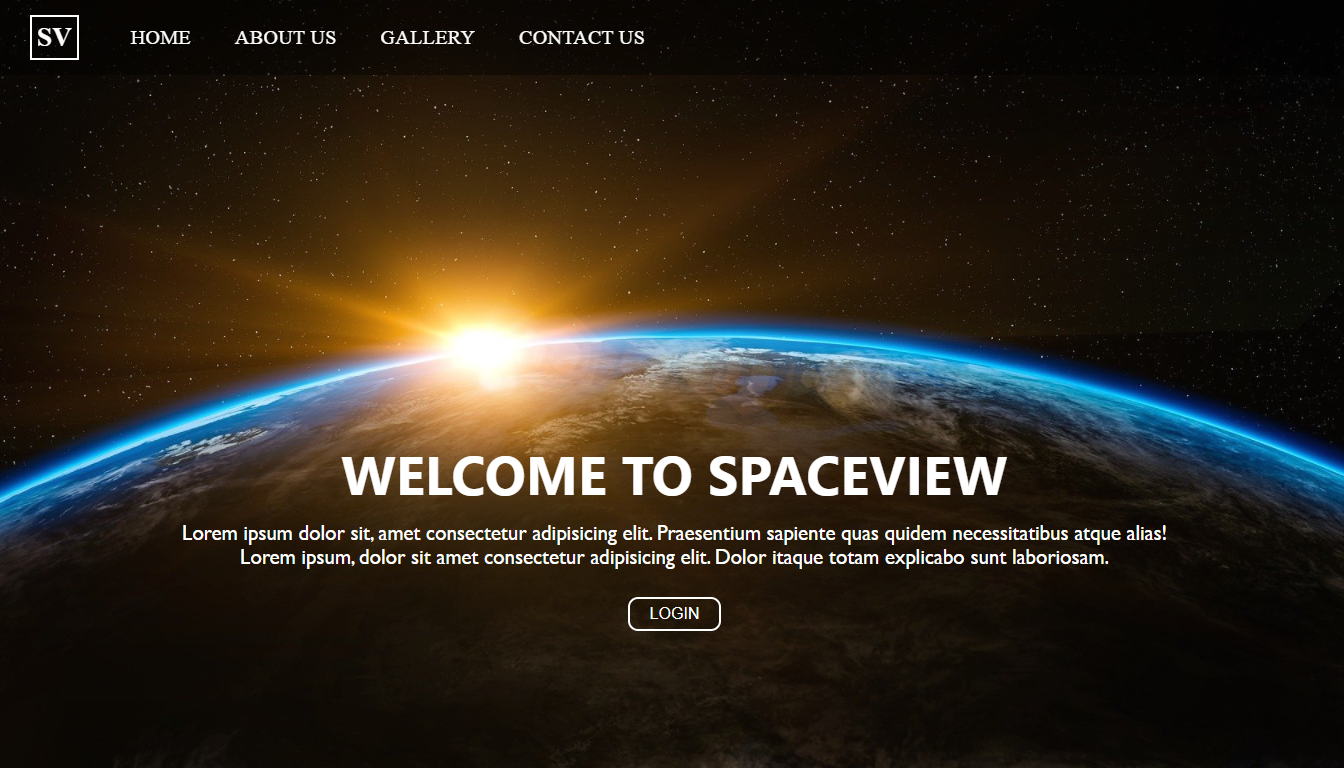 SV
HOME ABOUT US GALLERY CONTACT US
WELCOME TO SPACEVIEW
Lorem ipsum dolor sit, amet consectetur adipisicing elit. Praesentium sapiente quas quidem necessitatibus atque alias!
Lorem ipsum, dolor sit amet consectetur adipisicing elit. Dolor itaque totam explicabo sunt laboriosam.
LOGIN